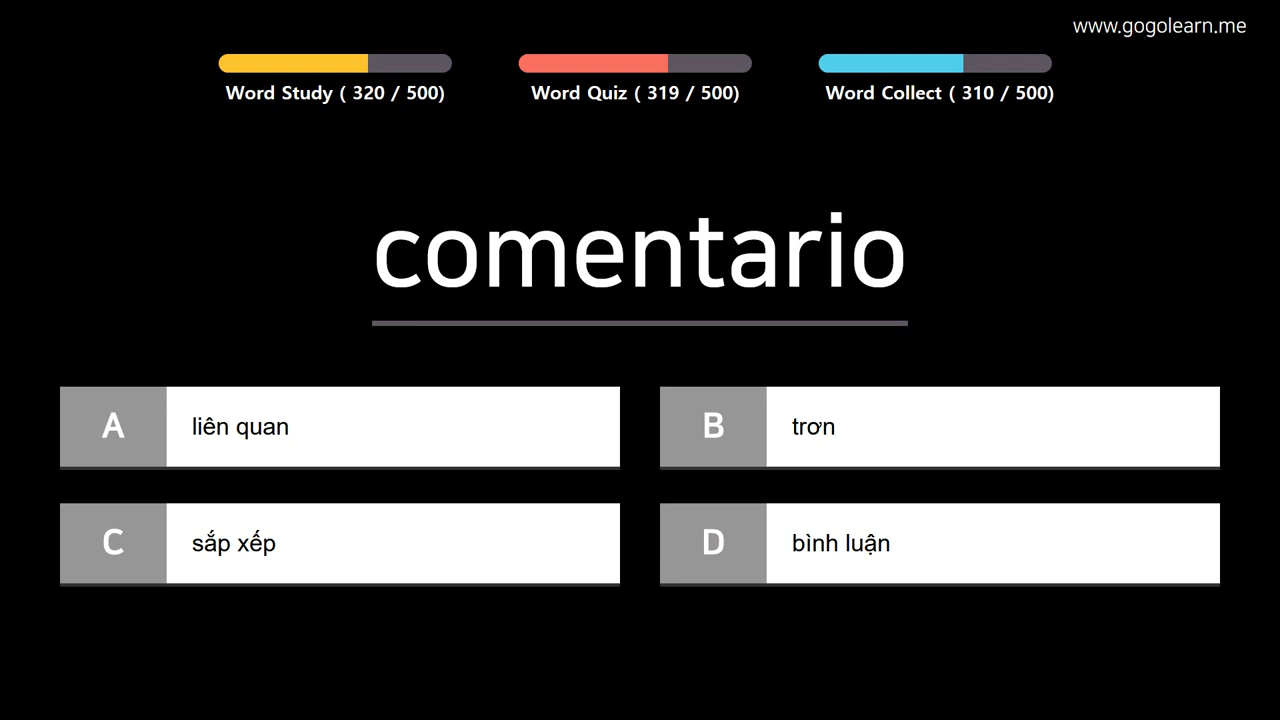 www.gogolearn.me
Word Study ( 320 / 500)
Word Quiz ( 319 / 500)
Word Collect ( 310 / 500)
comentario
A liên quan
B trơn
C sắp xếp
D bình luận